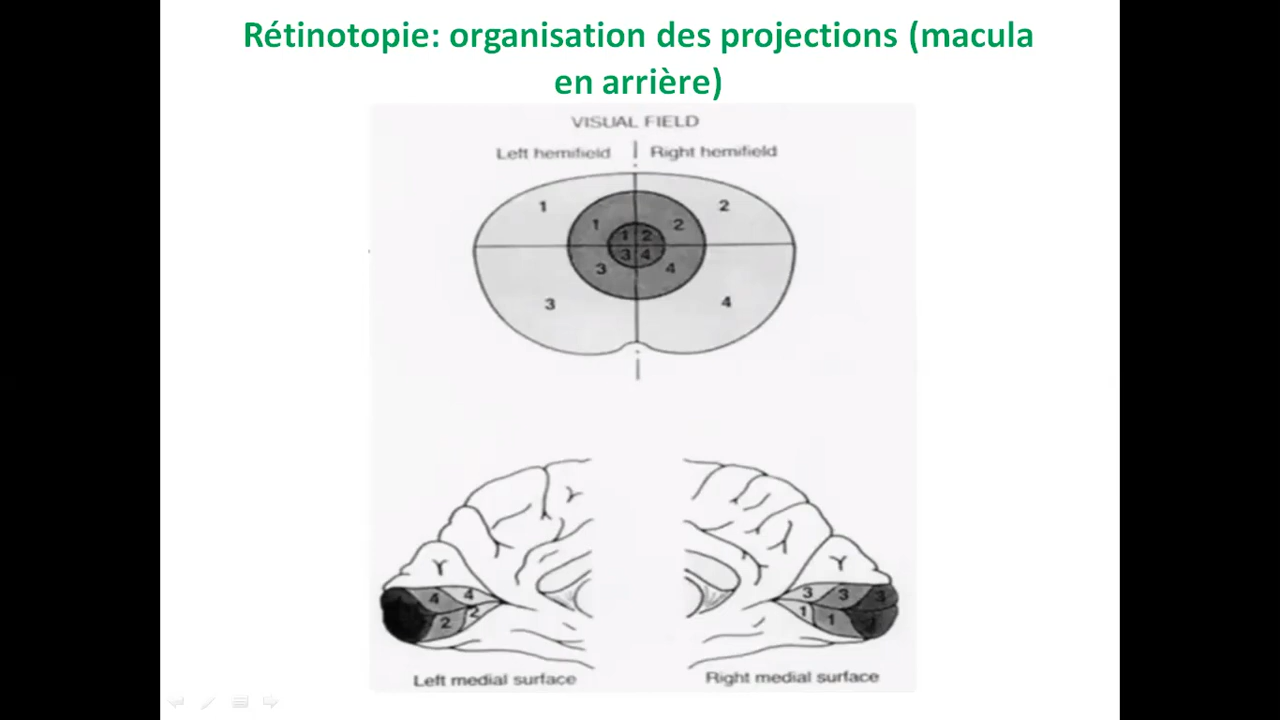 Rétinotopie: organisation des projections (macula
en arrière)
VISUAL FIELD
Left hemifield | Right hemifield
1 2
1 2
1 2
3 4
3 4
3 4
4 4 3 3 3
2 2 1 1
Left medial surface Right medial surface